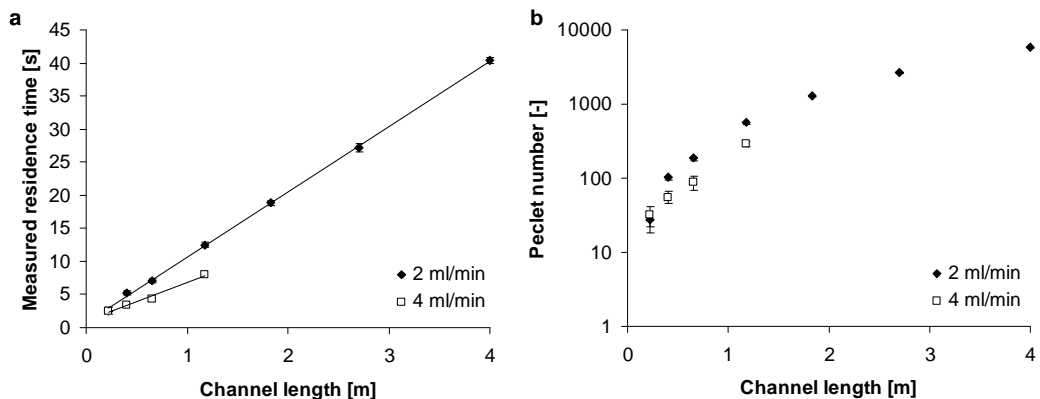 a
Measured residence time [s]
45
40
35
30
25
20
15
10
5
0
0 1 2 3 4
Channel length [m]
2 ml/min
4 ml/min
b
Peclet number [-]
10000
1000
100
10
1
0 1 2 3 4
Channel length [m]
2 ml/min
4 ml/min